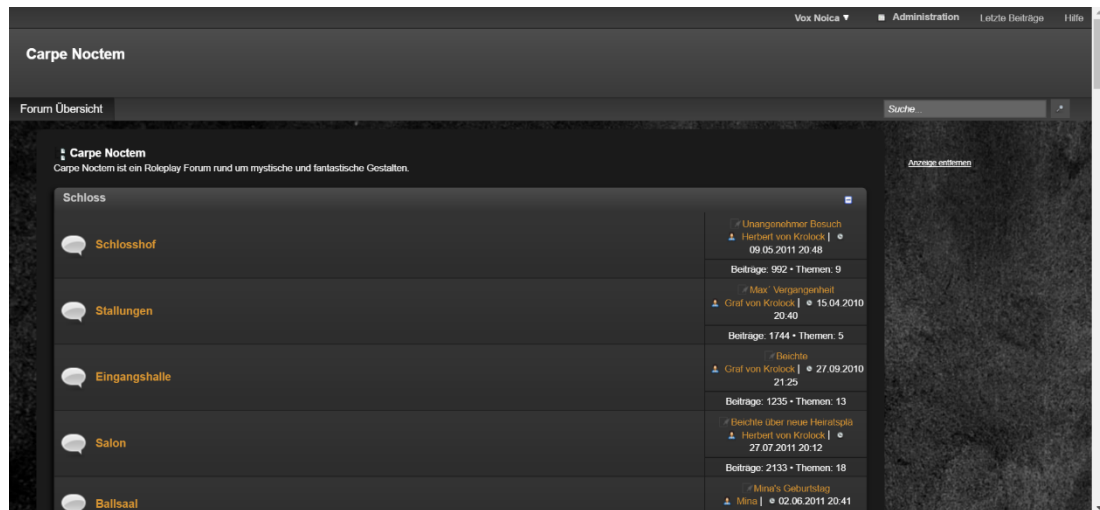 Vox Noica ▼ Administration Letzte Beiträge Hilfe
Carpe Noctem
Forum Übersicht
Suche...
Carpe Noctem
Carpe Noctem ist ein Roleplay Forum rund um mystische und fantastische Gestalten.
Anzeige entfernen
Schloss
Schlosshof
Unangenehmer Besuch
Herbert von Krolock |
09.05.2011 20:48
Beiträge: 992 • Themen: 9
Stallungen
Max` Vergangenheit
Graf von Krolock | 15.04.2010
20:40
Beiträge: 1744 • Themen: 5
Eingangshalle
Beichte
Graf von Krolock | 27.09.2010
21:25
Beiträge: 1235 • Themen: 13
Salon
Beichte über neue Heiratsplä
Herbert von Krolock |
27.07.2011 20:12
Beiträge: 2133 • Themen: 18
Ballsaal
Mina's Geburtstag
Mina | 02.06.2011 20:41